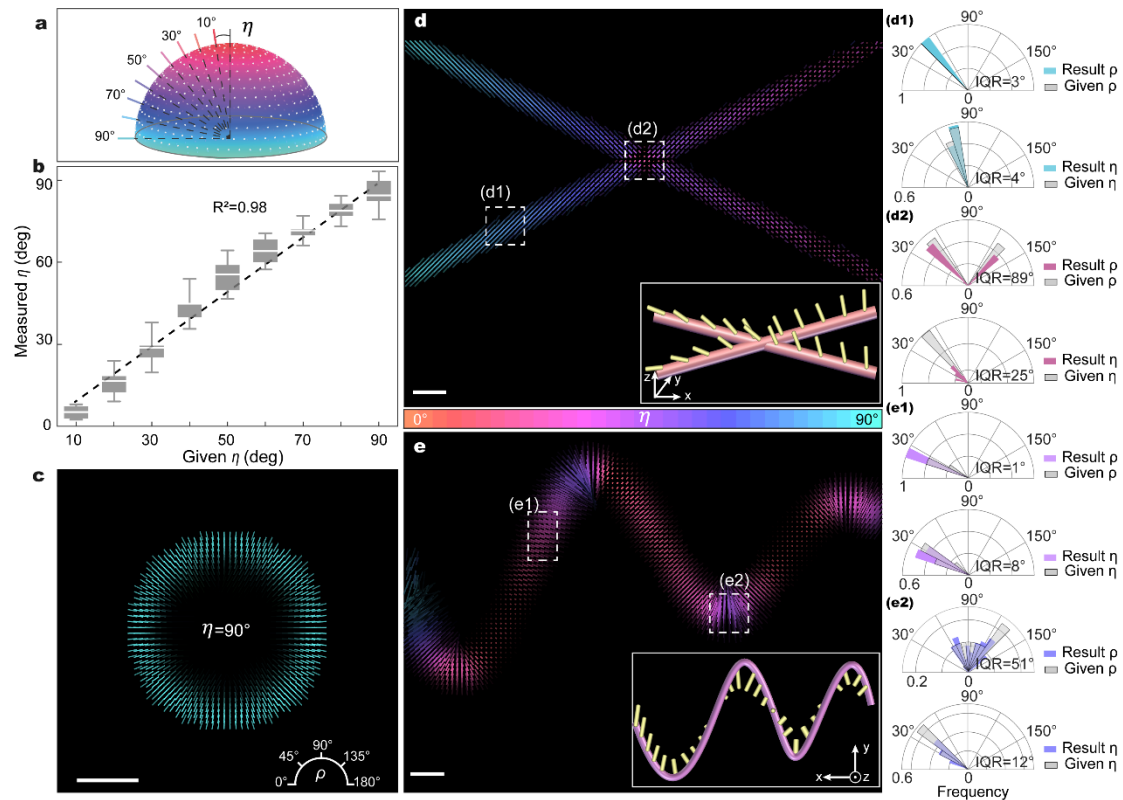 a
10°
η
30°
50°
70°
90°
b
90
R²=0.98
60
30
0
Measured η (deg)
10
30
50
70
90
Given η (deg)
c
η=90°
90°
45°
135°
0°
ρ
180°
d
(d2)
(d1)
z
y
x
0°
η
90°
e
(e1)
(e2)
y
x
z
(d1)
90°
30°
150°
IQR=3°
1
0
Result ρ
Given ρ
90°
30°
150°
IQR=4°
0.6
0
Result η
Given η
(d2)
90°
30°
150°
IQR=89°
0.6
0
Result ρ
Given ρ
90°
30°
150°
IQR=25°
0.6
0
Result η
Given η
(e1)
90°
30°
150°
IQR=1°
1
0
Result ρ
Given ρ
90°
30°
150°
IQR=8°
0.6
0
Result η
Given η
(e2)
90°
30°
150°
IQR=51°
0.2
0
Result ρ
Given ρ
90°
30°
150°
IQR=12°
0.6
0
Result η
Given η
Frequency